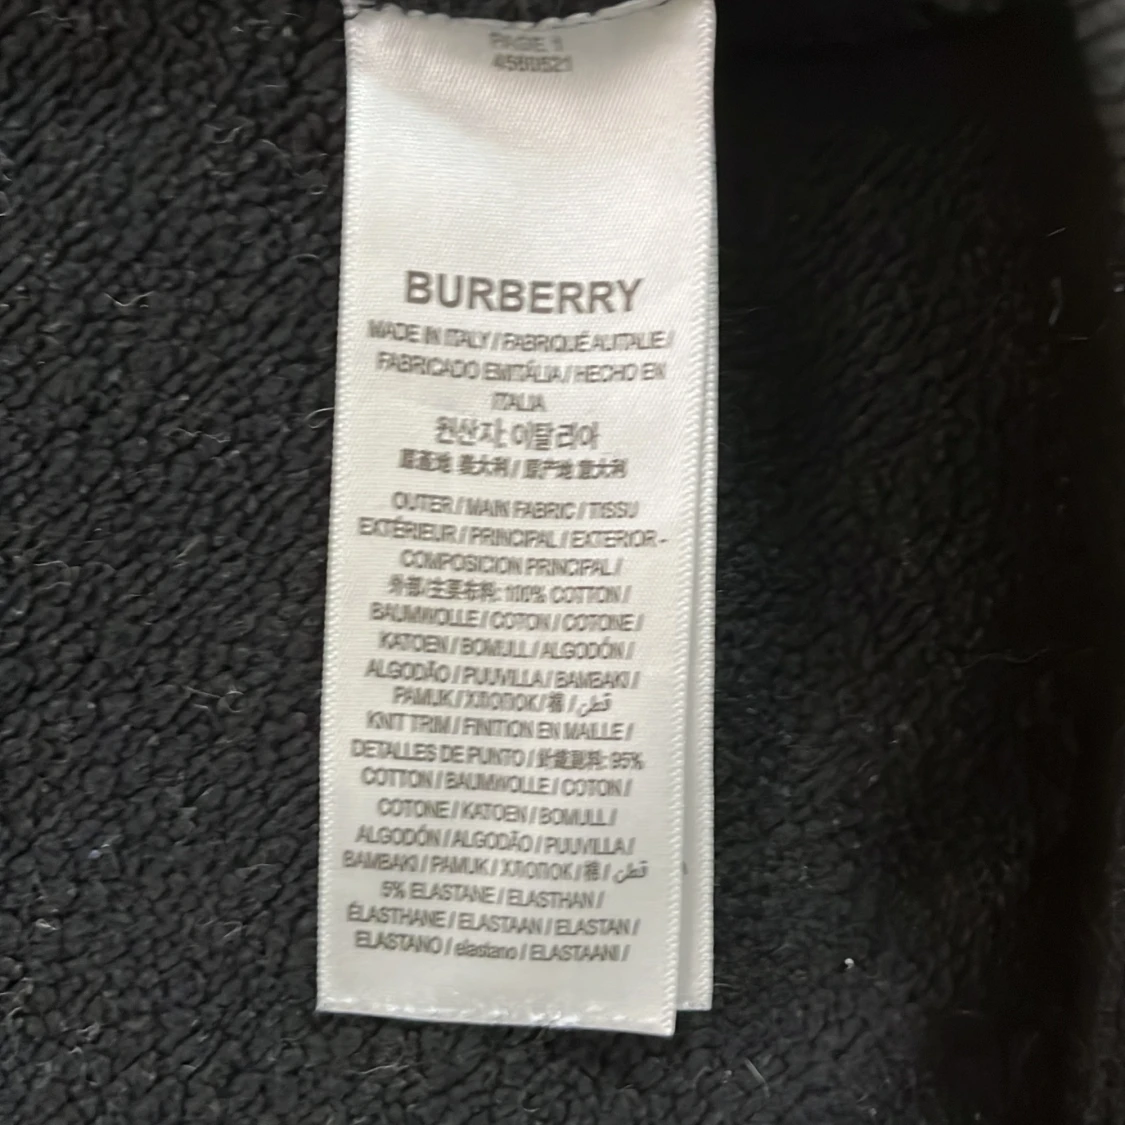 PAGE 1
4560521
BURBERRY
MADE IN ITALY / FABRIQUÉ AU ITALIE /
FABRICADO EM ITÁLIA / HECHO EN
ITALIA
원산지: 이탈리아
原產地 義大利 / 原产地 意大利
OUTER / MAIN FABRIC / TISSU
EXTÉRIEUR / PRINCIPAL / EXTERIOR -
COMPOSICION PRINCIPAL /
外部/主要布料: 100% COTTON /
BAUMWOLLE / COTON / COTONE /
KATOEN / BOMULL / ALGODÓN /
ALGODÃO / PUUVILLA / BAMBAKI /
PAMUK / ХЛОПОК / 棉 / قطن
KNIT TRIM / FINITION EN MAILLE /
DETALLES DE PUNTO / 針織副料: 95%
COTTON / BAUMWOLLE / COTON /
COTONE / KATOEN / BOMULL /
ALGODÓN / ALGODÃO / PUUVILLA /
BAMBAKI / PAMUK / ХЛОПОК / 棉 / قطن
5% ELASTANE / ELASTHAN /
ÉLASTHANE / ELASTAAN / ELASTAN /
ELASTANO / elastano / ELASTAANI /